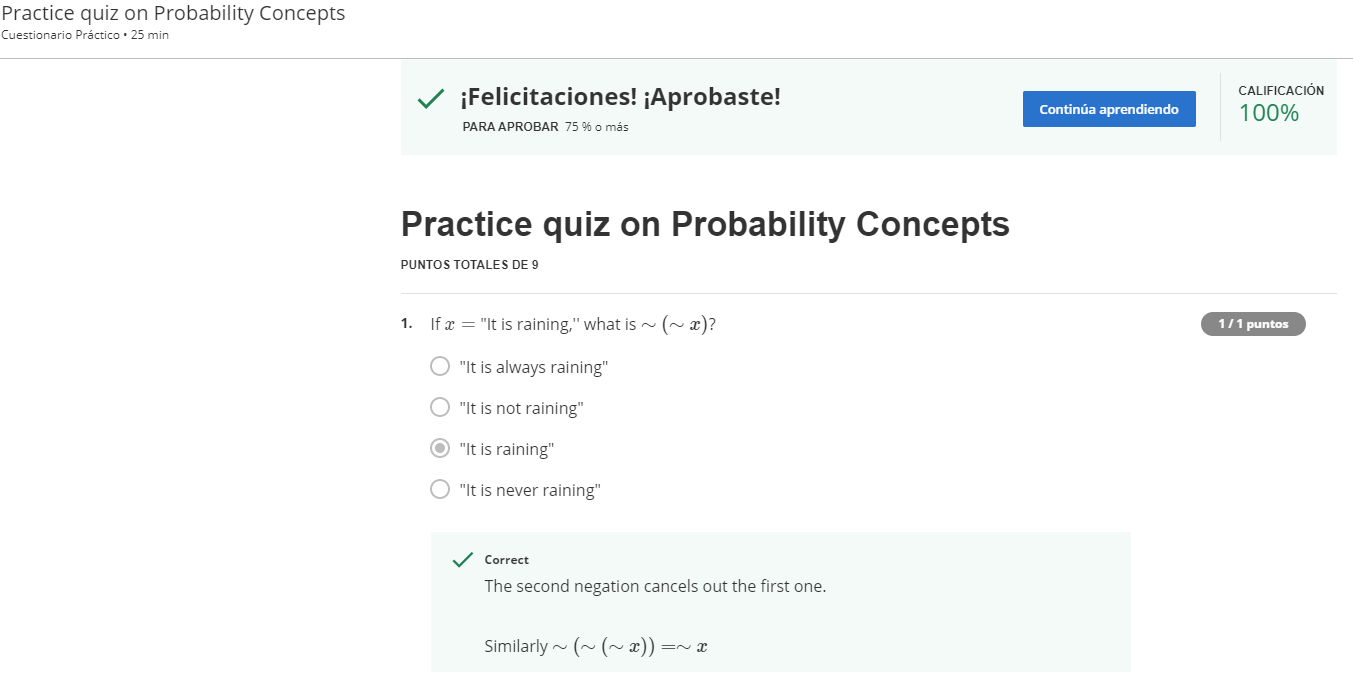 Practice quiz on Probability Concepts
Cuestionario Práctico • 25 min
¡Felicitaciones! ¡Aprobaste!
PARA APROBAR 75 % o más
Continúa aprendiendo
CALIFICACIÓN
100%
Practice quiz on Probability Concepts
PUNTOS TOTALES DE 9
1. If x = "It is raining,'' what is ∼ (∼ x)?
1 / 1 puntos
"It is always raining"
"It is not raining"
"It is raining"
"It is never raining"
Correct
The second negation cancels out the first one.
Similarly ∼ (∼ (∼ x)) =∼ x